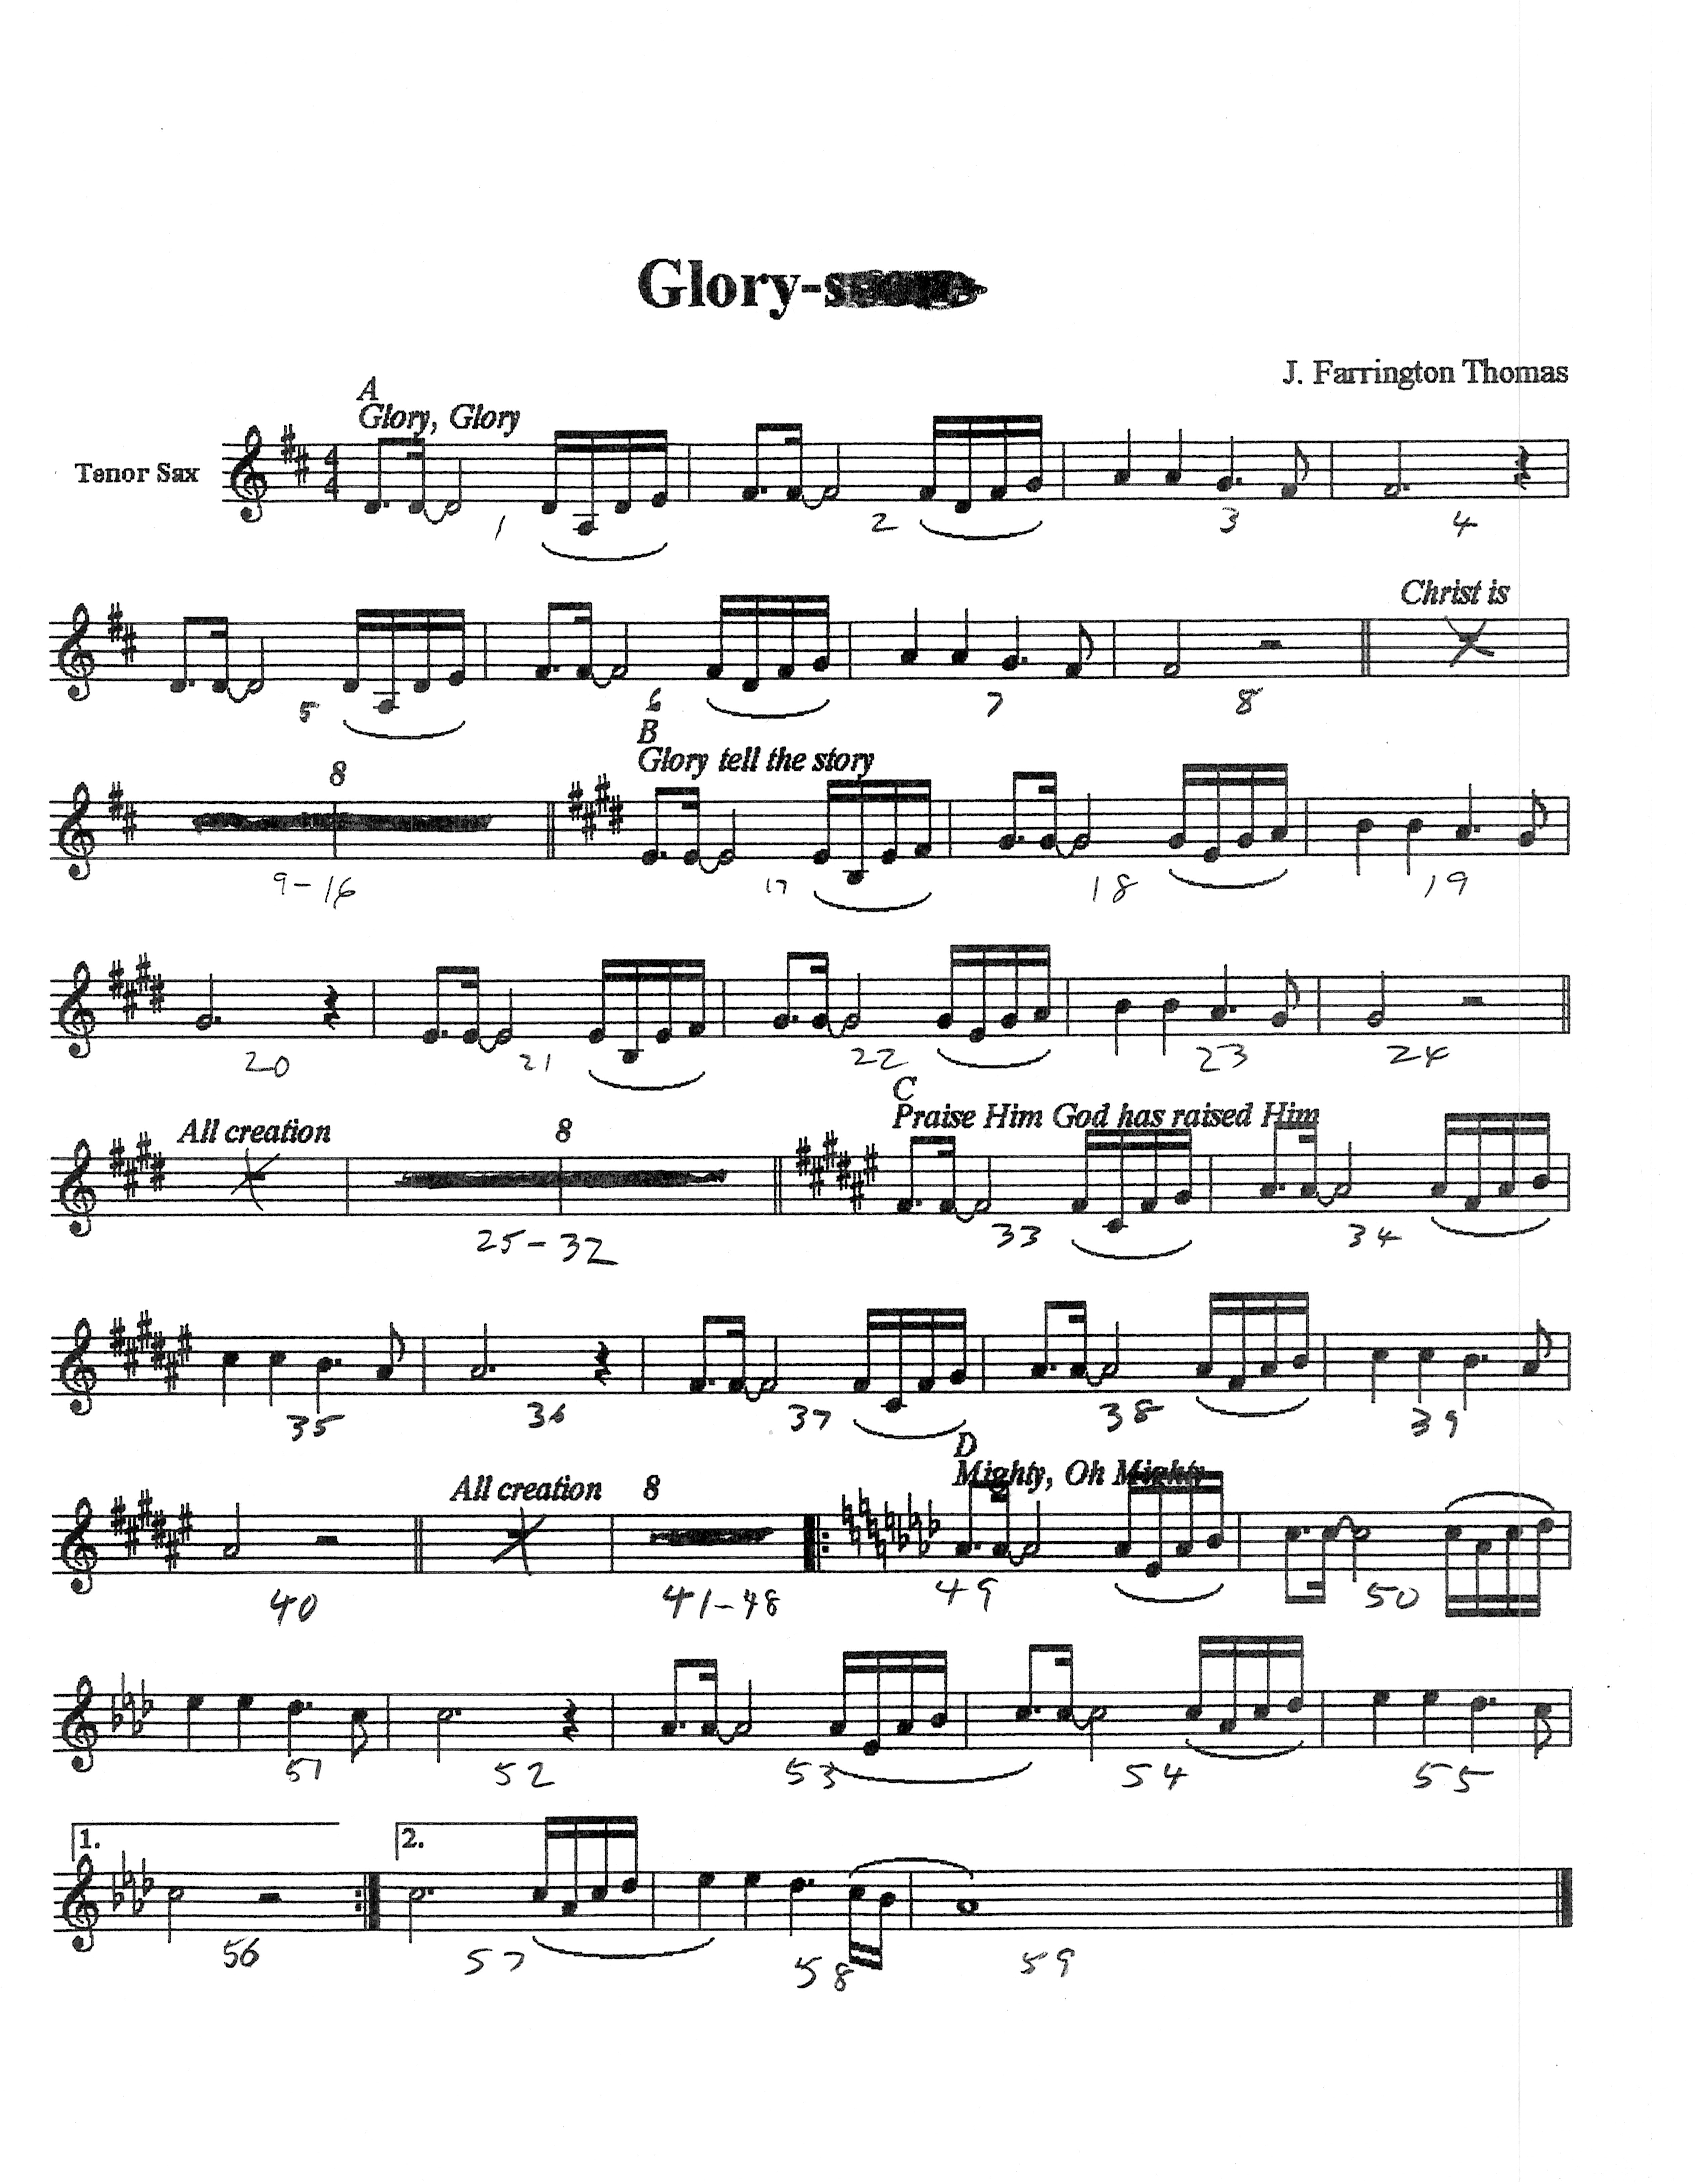 Glory-
J. Farrington Thomas
A
Glory, Glory
Tenor Sax
4
4
1 2 3 4
Christ is
5 6 7 8
B
Glory tell the story
8
9-16 17 18 19
20 21 22 23 24
C
Praise Him God has raised Him
All creation 8
25-32 33 34
35 36 37 38 39
D
Mighty, Oh Mighty
All creation 8
40 41-48 49 50
51 52 53 54 55
1. 2.
56 57 58 59